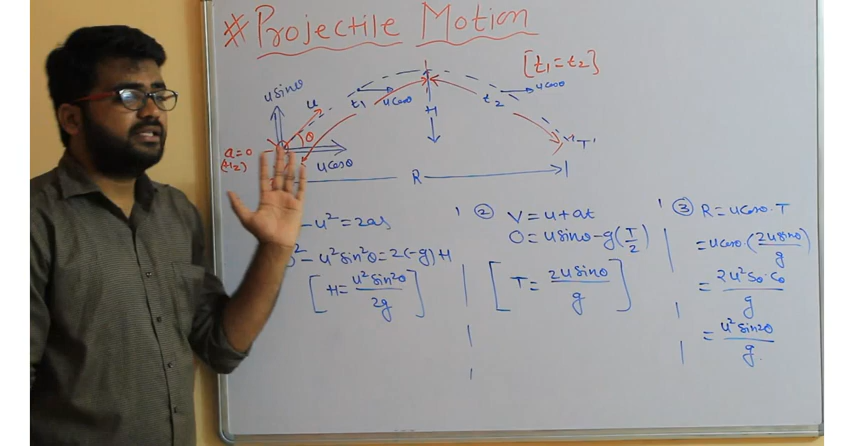 # Projectile Motion
[t₁ = t₂]
u sinθ
u
t₁
u cosθ
H
t₂
u cosθ
θ
a=0
u cosθ
"T"
R
- u² = 2as
② V = u + at
0 = u sinθ - g(T/2)
[T = 2u sinθ/g]
- u² sin²θ = 2(-g) H
[H = u² sin²θ/2g]
③ R = u cosθ · T
= u cosθ · (2u sinθ/g)
= 2u² Sθ · Cθ/g
= u² sin2θ/g.